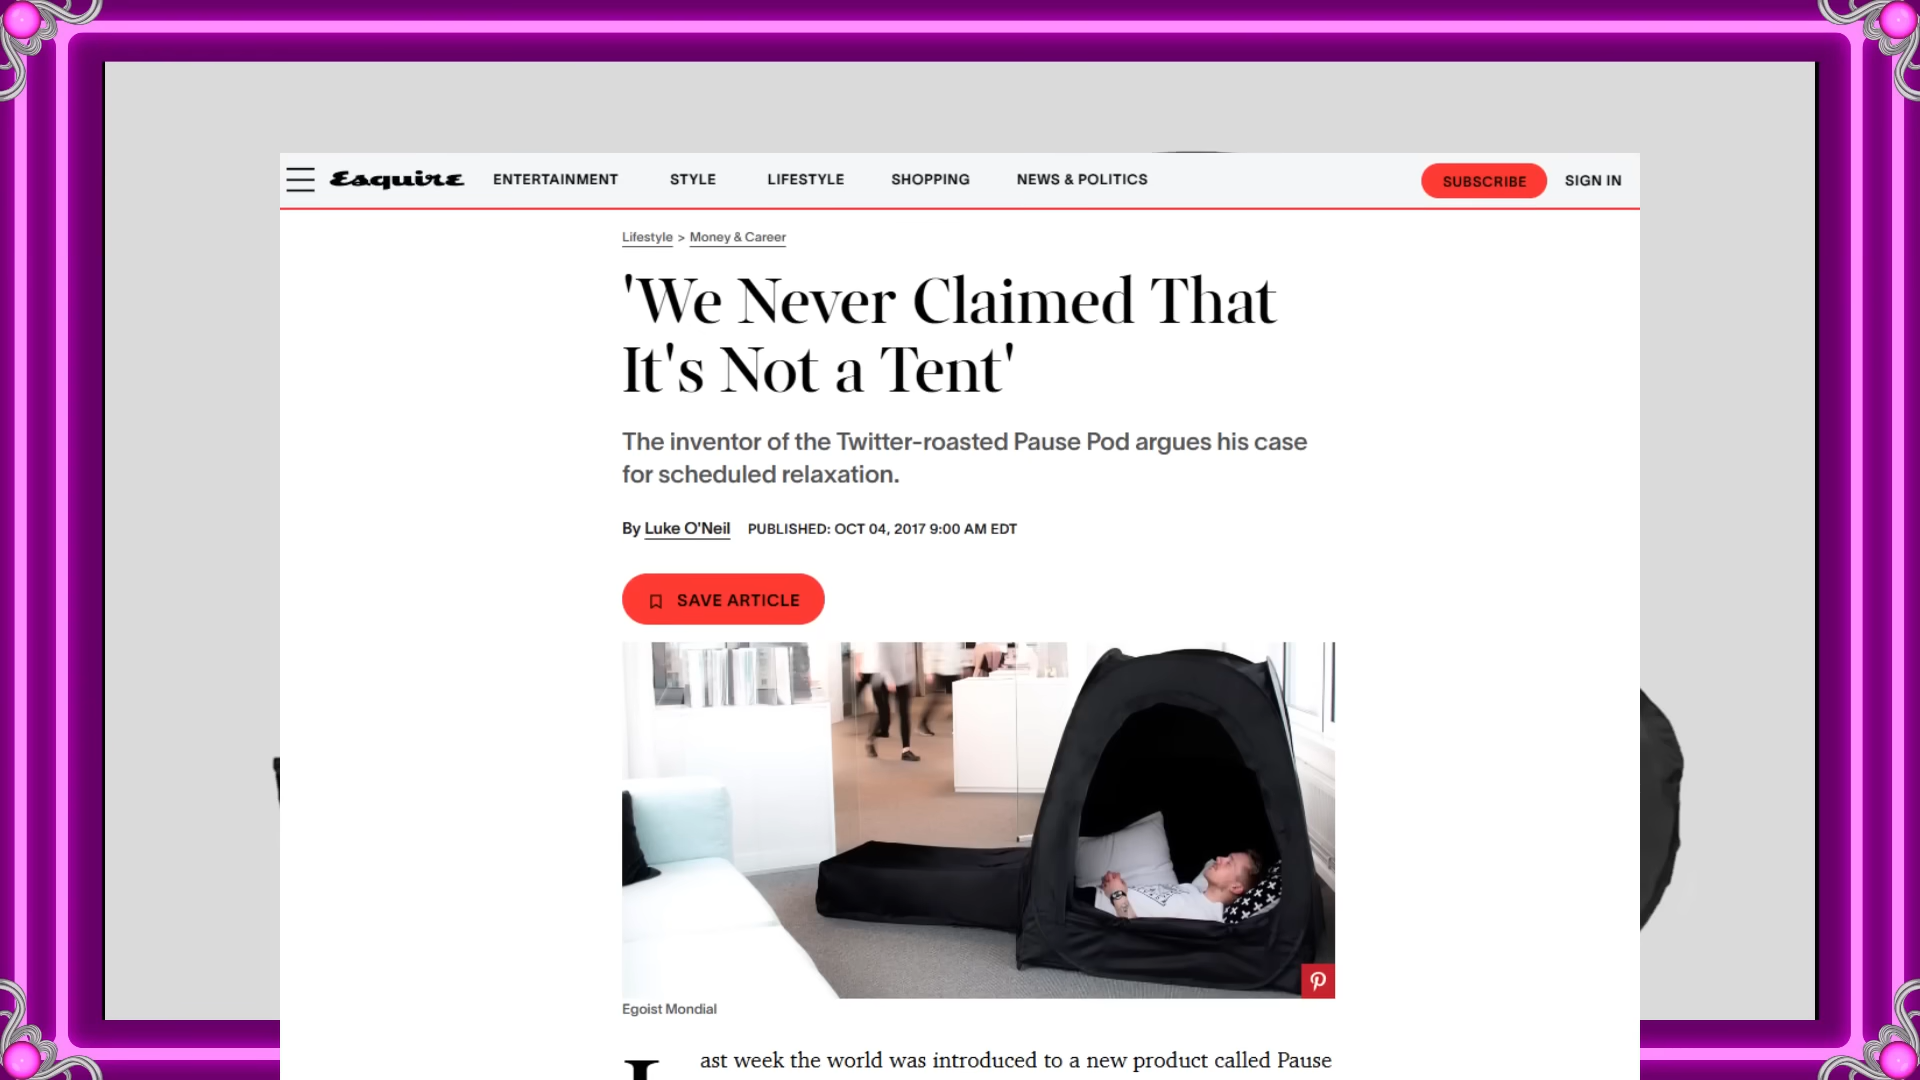 Esquire ENTERTAINMENT STYLE LIFESTYLE SHOPPING NEWS & POLITICS SUBSCRIBE SIGN IN
Lifestyle > Money & Career
'We Never Claimed That
It's Not a Tent'
The inventor of the Twitter-roasted Pause Pod argues his case
for scheduled relaxation.
By Luke O'Neil PUBLISHED: OCT 04, 2017 9:00 AM EDT
SAVE ARTICLE
Egoist Mondial
Last week the world was introduced to a new product called Pause